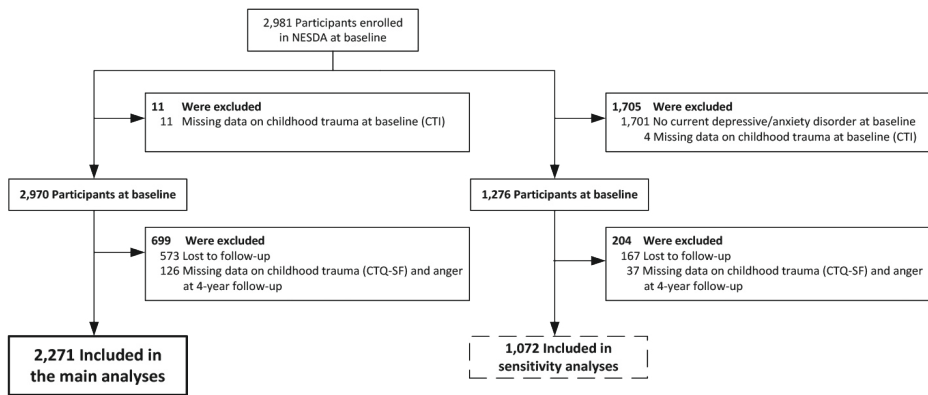 2,981 Participants enrolled
in NESDA at baseline
11 Were excluded
11 Missing data on childhood trauma at baseline (CTI)
1,705 Were excluded
1,701 No current depressive/anxiety disorder at baseline
4 Missing data on childhood trauma at baseline (CTI)
2,970 Participants at baseline
1,276 Participants at baseline
699 Were excluded
573 Lost to follow-up
126 Missing data on childhood trauma (CTQ-SF) and anger
at 4-year follow-up
204 Were excluded
167 Lost to follow-up
37 Missing data on childhood trauma (CTQ-SF) and anger
at 4-year follow-up
2,271 Included in
the main analyses
1,072 Included in
sensitivity analyses